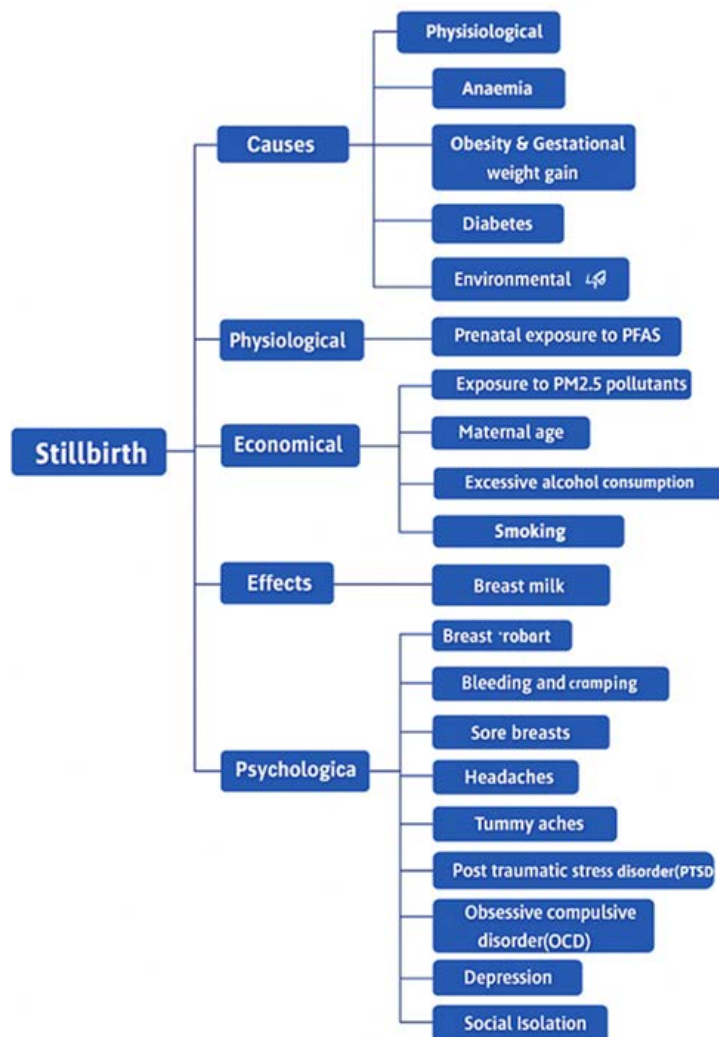 Physisiological
Anaemia
Causes
Obesity & Gestational
weight gain
Diabetes
Environmental
Physiological
Prenatal exposure to PFAS
Exposure to PM2.5 pollutants
Economical
Maternal age
Stillbirth
Excessive alcohol consumption
Smoking
Effects
Breast milk
Breast
Bleeding and cramping
Sore breasts
Psychologica
Headaches
Tummy aches
Post traumatic stress disorder(PTSD
Obsessive compulsive
disorder(OCD)
Depression
Social Isolation